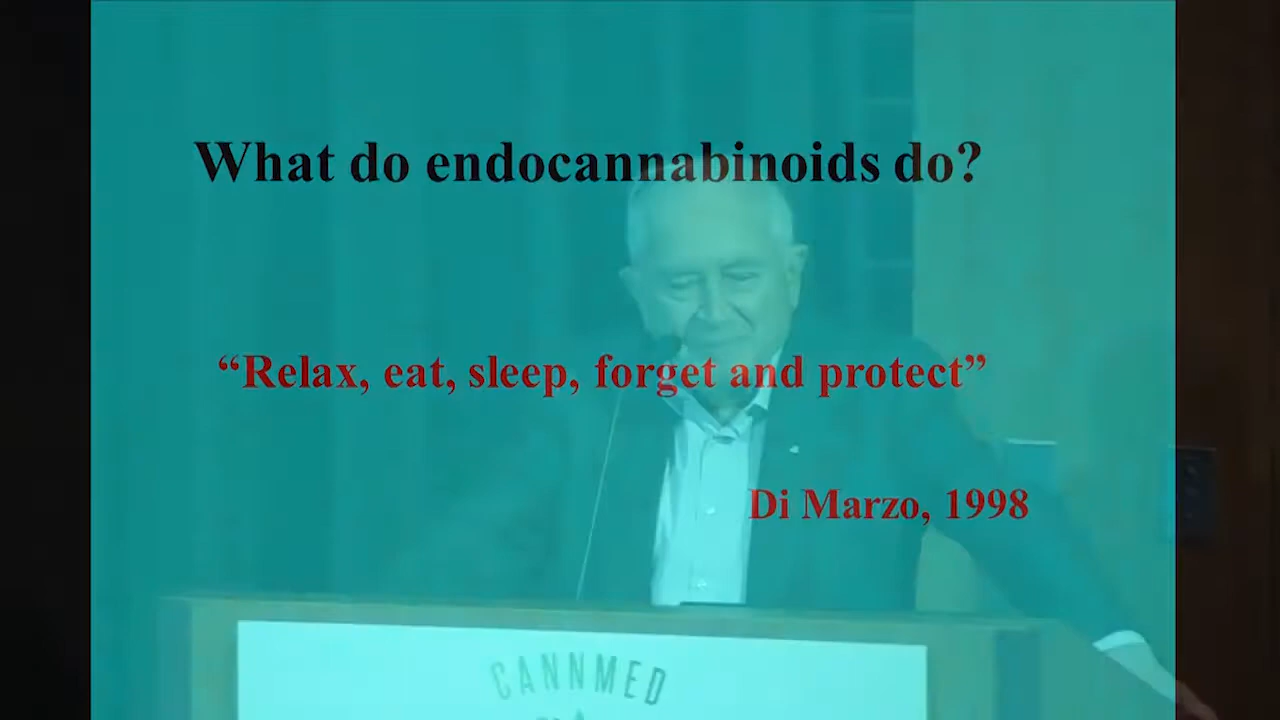 What do endocannabinoids do?
“Relax, eat, sleep, forget and protect”
Di Marzo, 1998
CANNMED